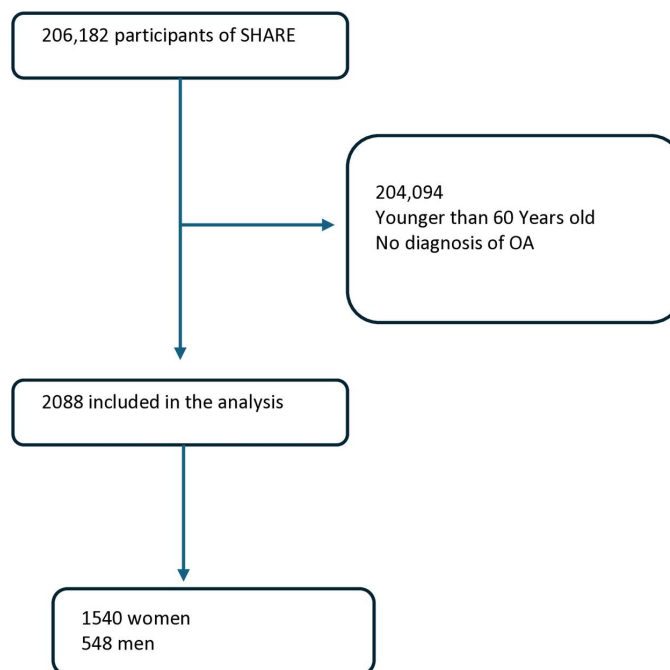 206,182 participants of SHARE
204,094
Younger than 60 Years old
No diagnosis of OA
2088 included in the analysis
1540 women
548 men